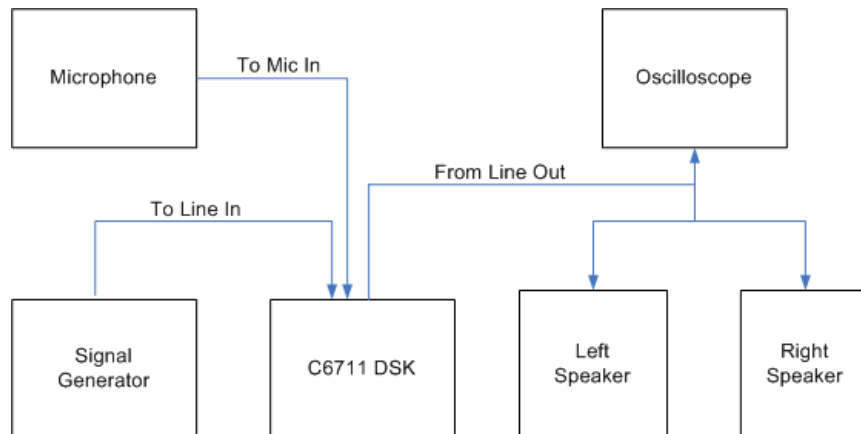 Microphone
To Mic In
Oscilloscope
From Line Out
To Line In
Signal
Generator
C6711 DSK
Left
Speaker
Right
Speaker